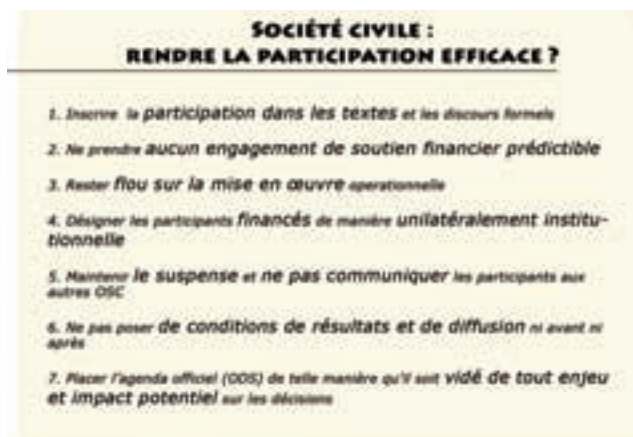 SOCIÉTÉ CIVILE :
RENDRE LA PARTICIPATION EFFICACE ?
1. Inscrire la participation dans les textes et les discours formels
2. Ne prendre aucun engagement de soutien financier prédictible
3. Rester flou sur la mise en œuvre operationnelle
4. Désigner les participants financés de manière unilatéralement institu-
tionnelle
5. Maintenir le suspense et ne pas communiquer les participants aux
autres OSC
6. Ne pas poser de conditions de résultats et de diffusion ni avant ni
après
7. Placer l'agenda officiel (ODS) de telle manière qu'il soit vidé de tout enjeu
et impact potentiel sur les décisions